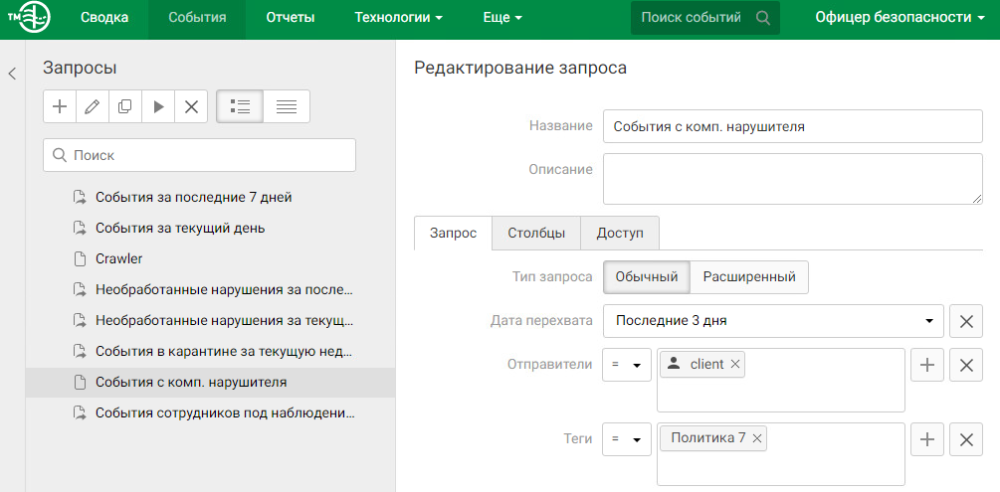 ТМ Сводка События Отчеты Технологии Еще Поиск событий Офицер безопасности
Запросы
Поиск
События за последние 7 дней
События за текущий день
Crawler
Необработанные нарушения за после...
Необработанные нарушения за текущ...
События в карантине за текущую нед...
События с комп. нарушителя
События сотрудников под наблюдени...
Редактирование запроса
Название События с комп. нарушителя
Описание
Запрос Столбцы Доступ
Тип запроса Обычный Расширенный
Дата перехвата Последние 3 дня
Отправители = client
Теги = Политика 7